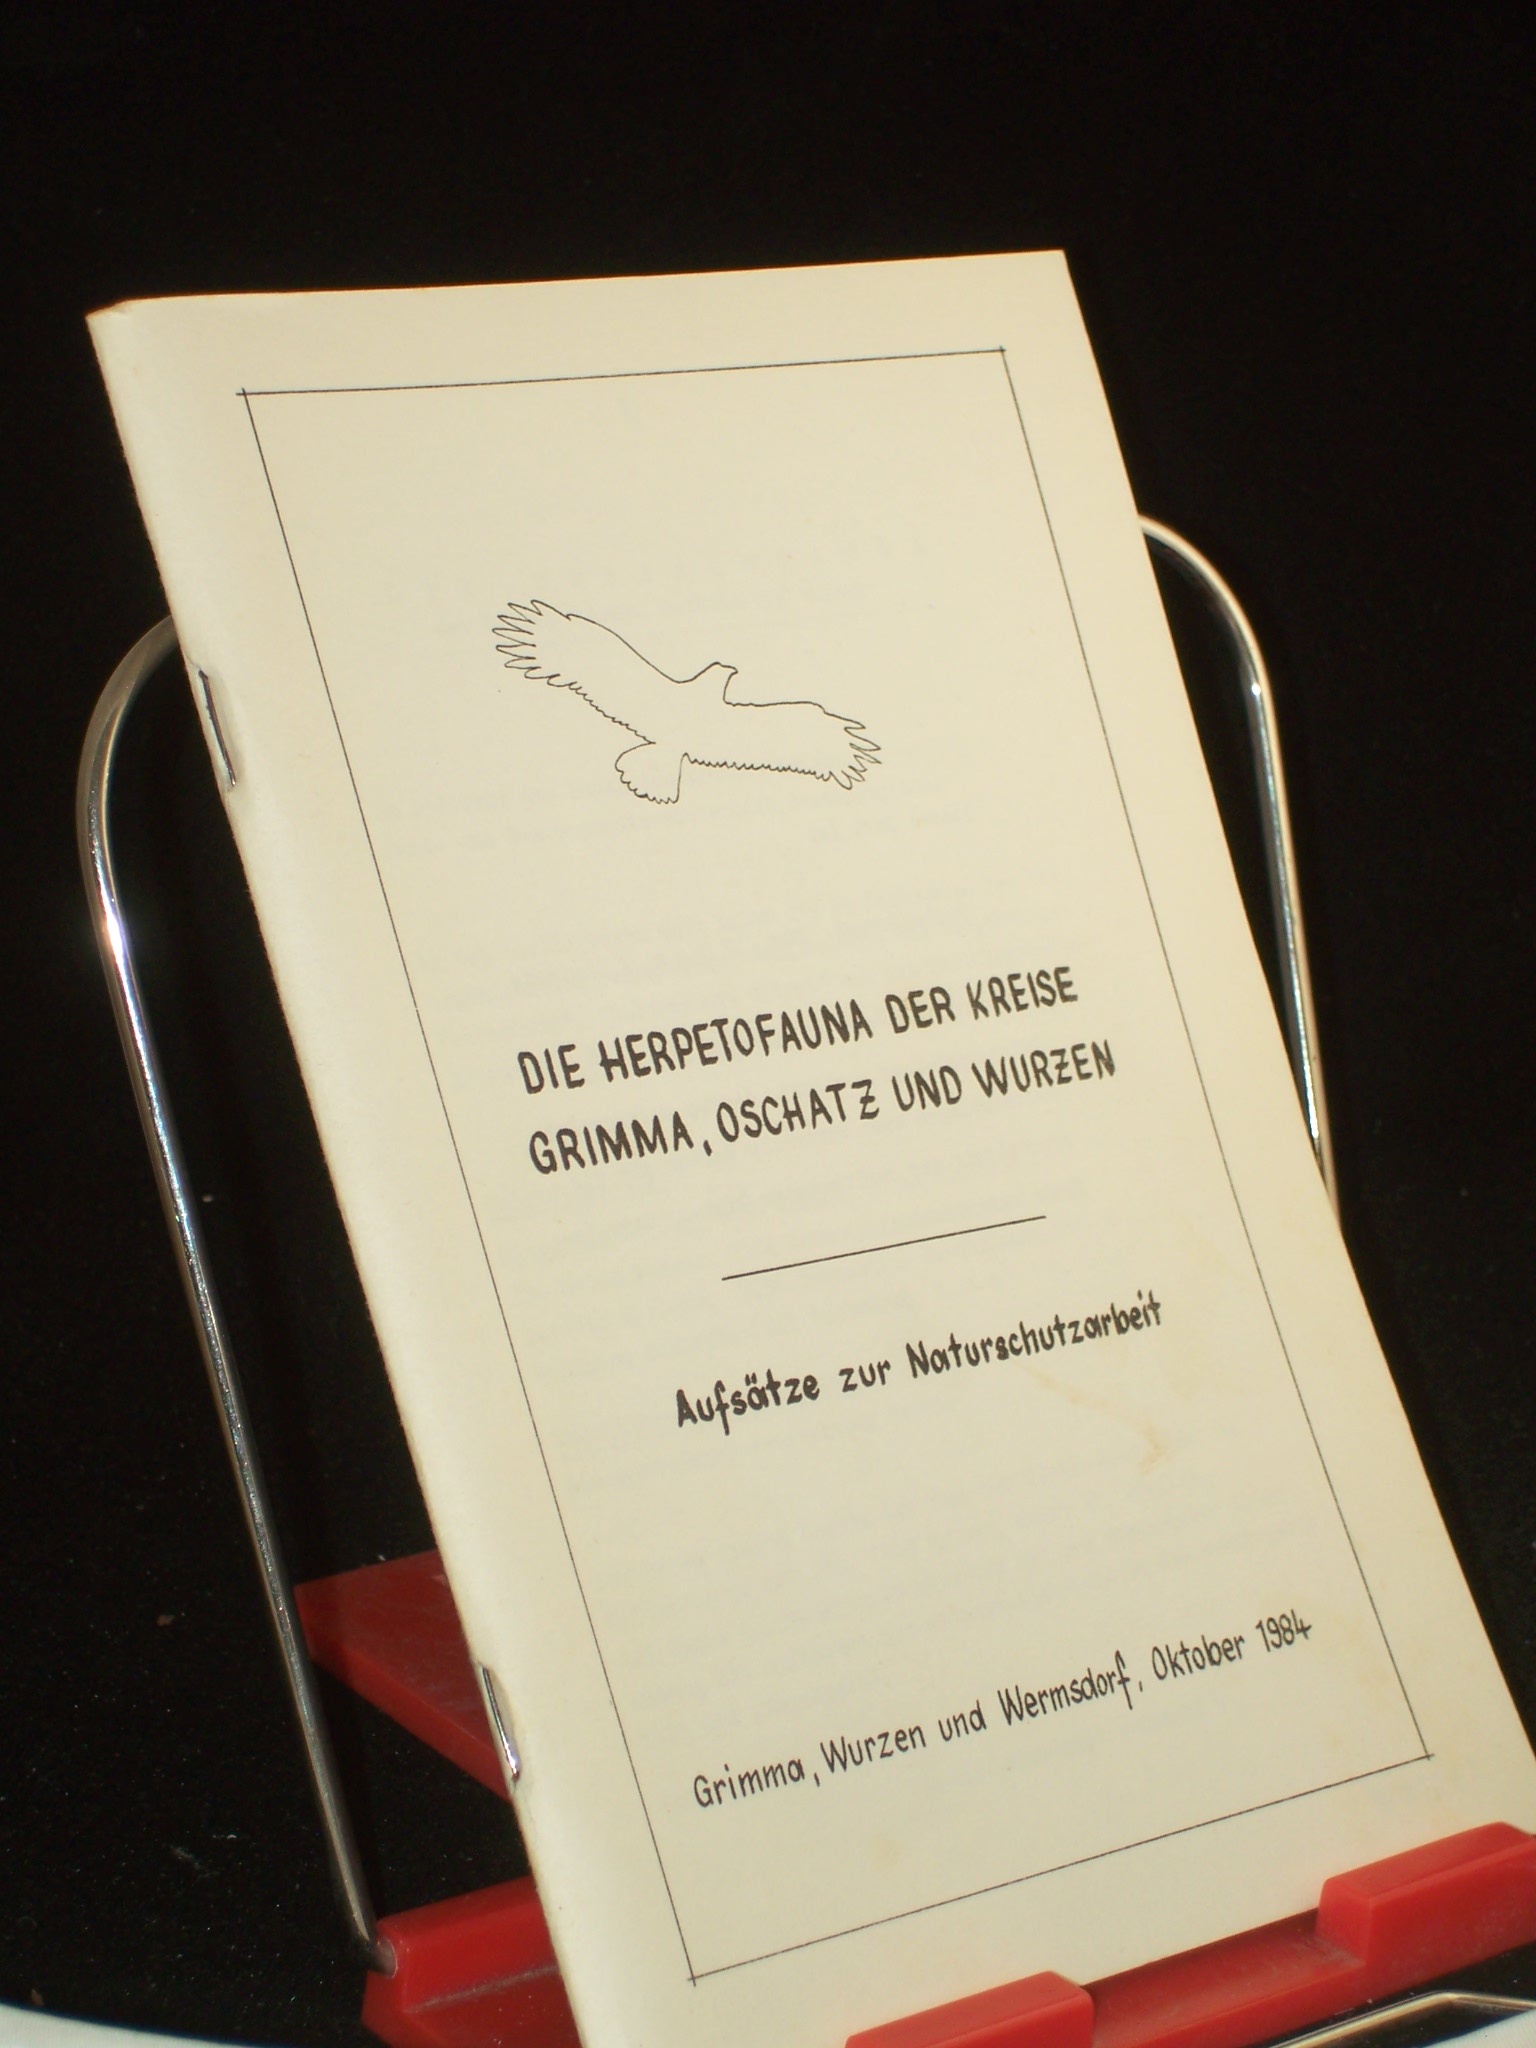 DIE HERPETOFAUNA DER KREISE
GRIMMA, OSCHATZ UND WURZEN
Aufsätze zur Naturschutzarbeit
Grimma, Wurzen und Wermsdorf, Oktober 1984